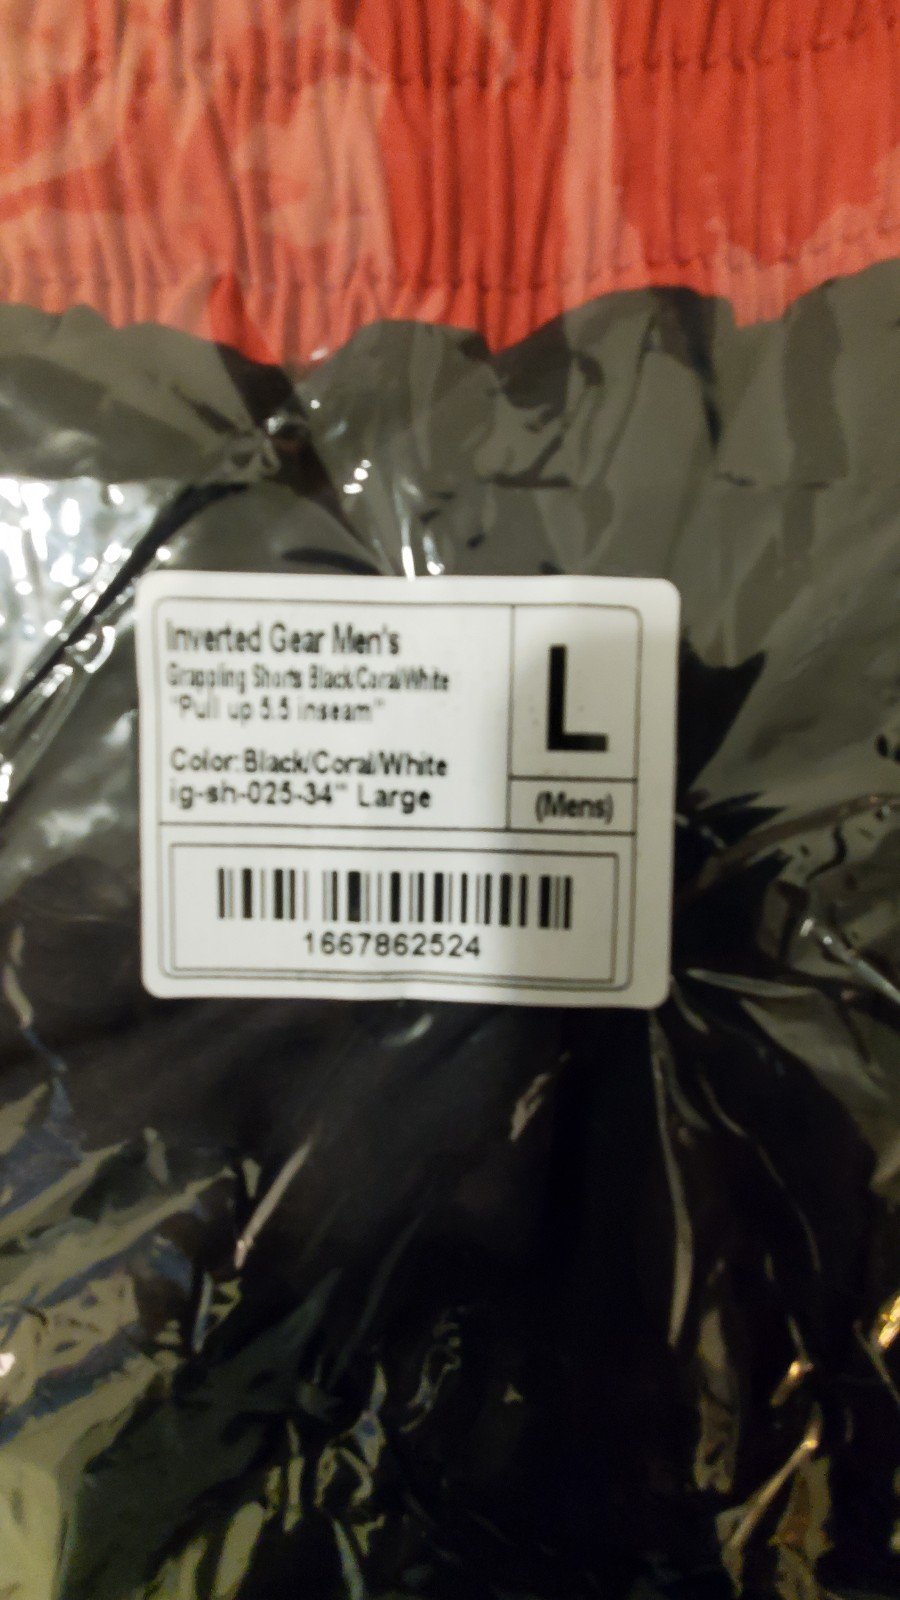 Inverted Gear Men's
Grappling Shorts Black/Coral/White
"Pull up 5.5 inseam"
Color:Black/Coral/White
ig-sh-025-34" Large
L
(Mens)
1667862524